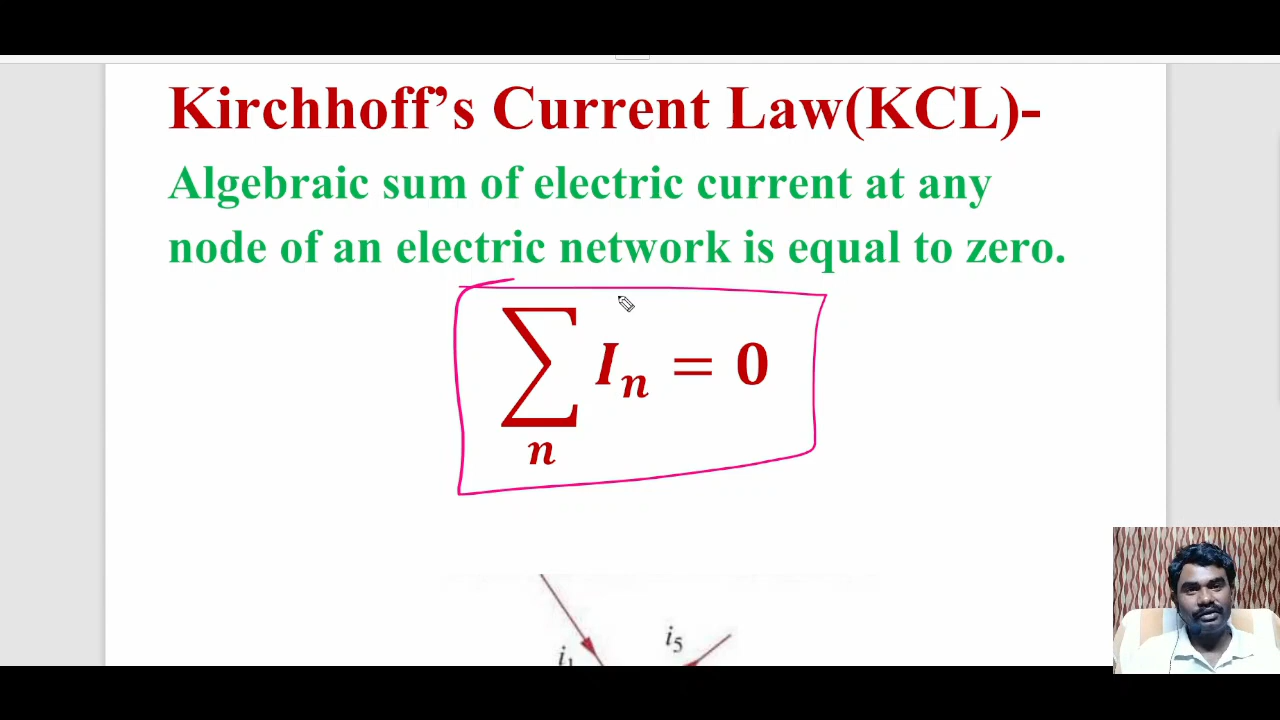 Kirchhoff’s Current Law(KCL)-
Algebraic sum of electric current at any
node of an electric network is equal to zero.
∑ Iₙ = 0
n
i₅
i₁